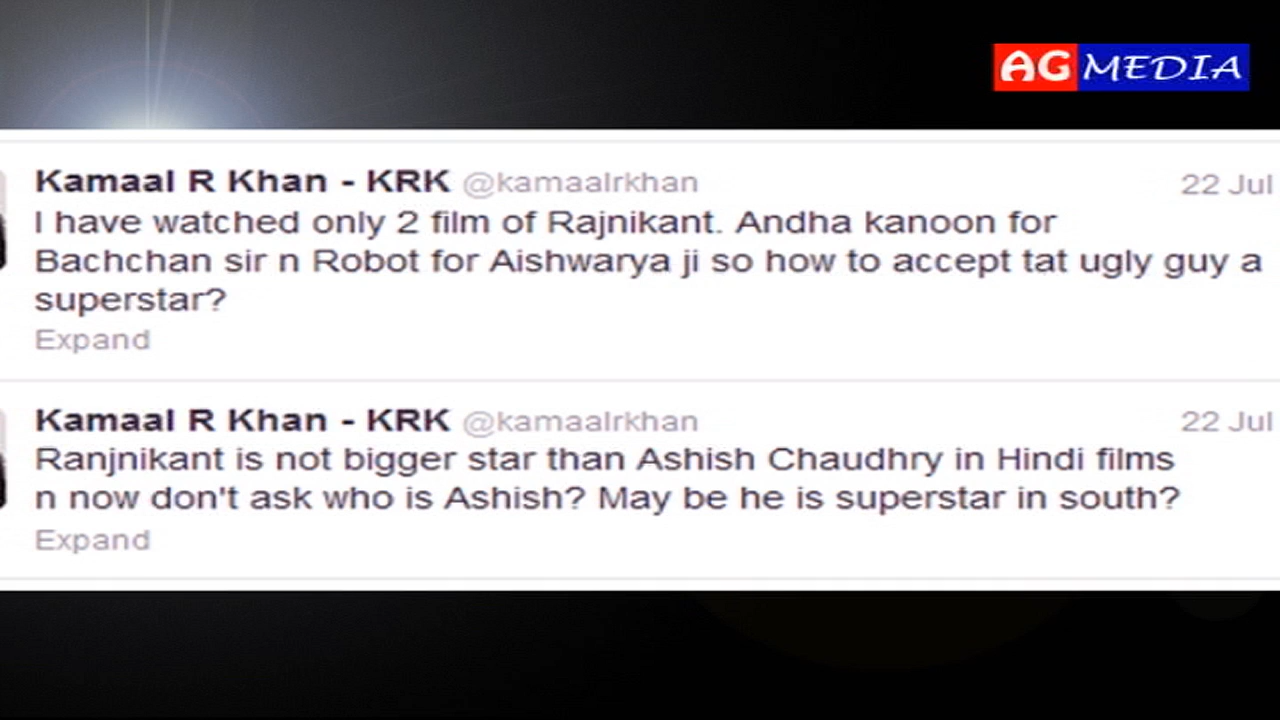 AG MEDIA
Kamaal R Khan - KRK @kamaalrkhan 22 Jul
I have watched only 2 film of Rajnikant. Andha kanoon for
Bachchan sir n Robot for Aishwarya ji so how to accept tat ugly guy a
superstar?
Expand
Kamaal R Khan - KRK @kamaalrkhan 22 Jul
Ranjnikant is not bigger star than Ashish Chaudhry in Hindi films
n now don't ask who is Ashish? May be he is superstar in south?
Expand